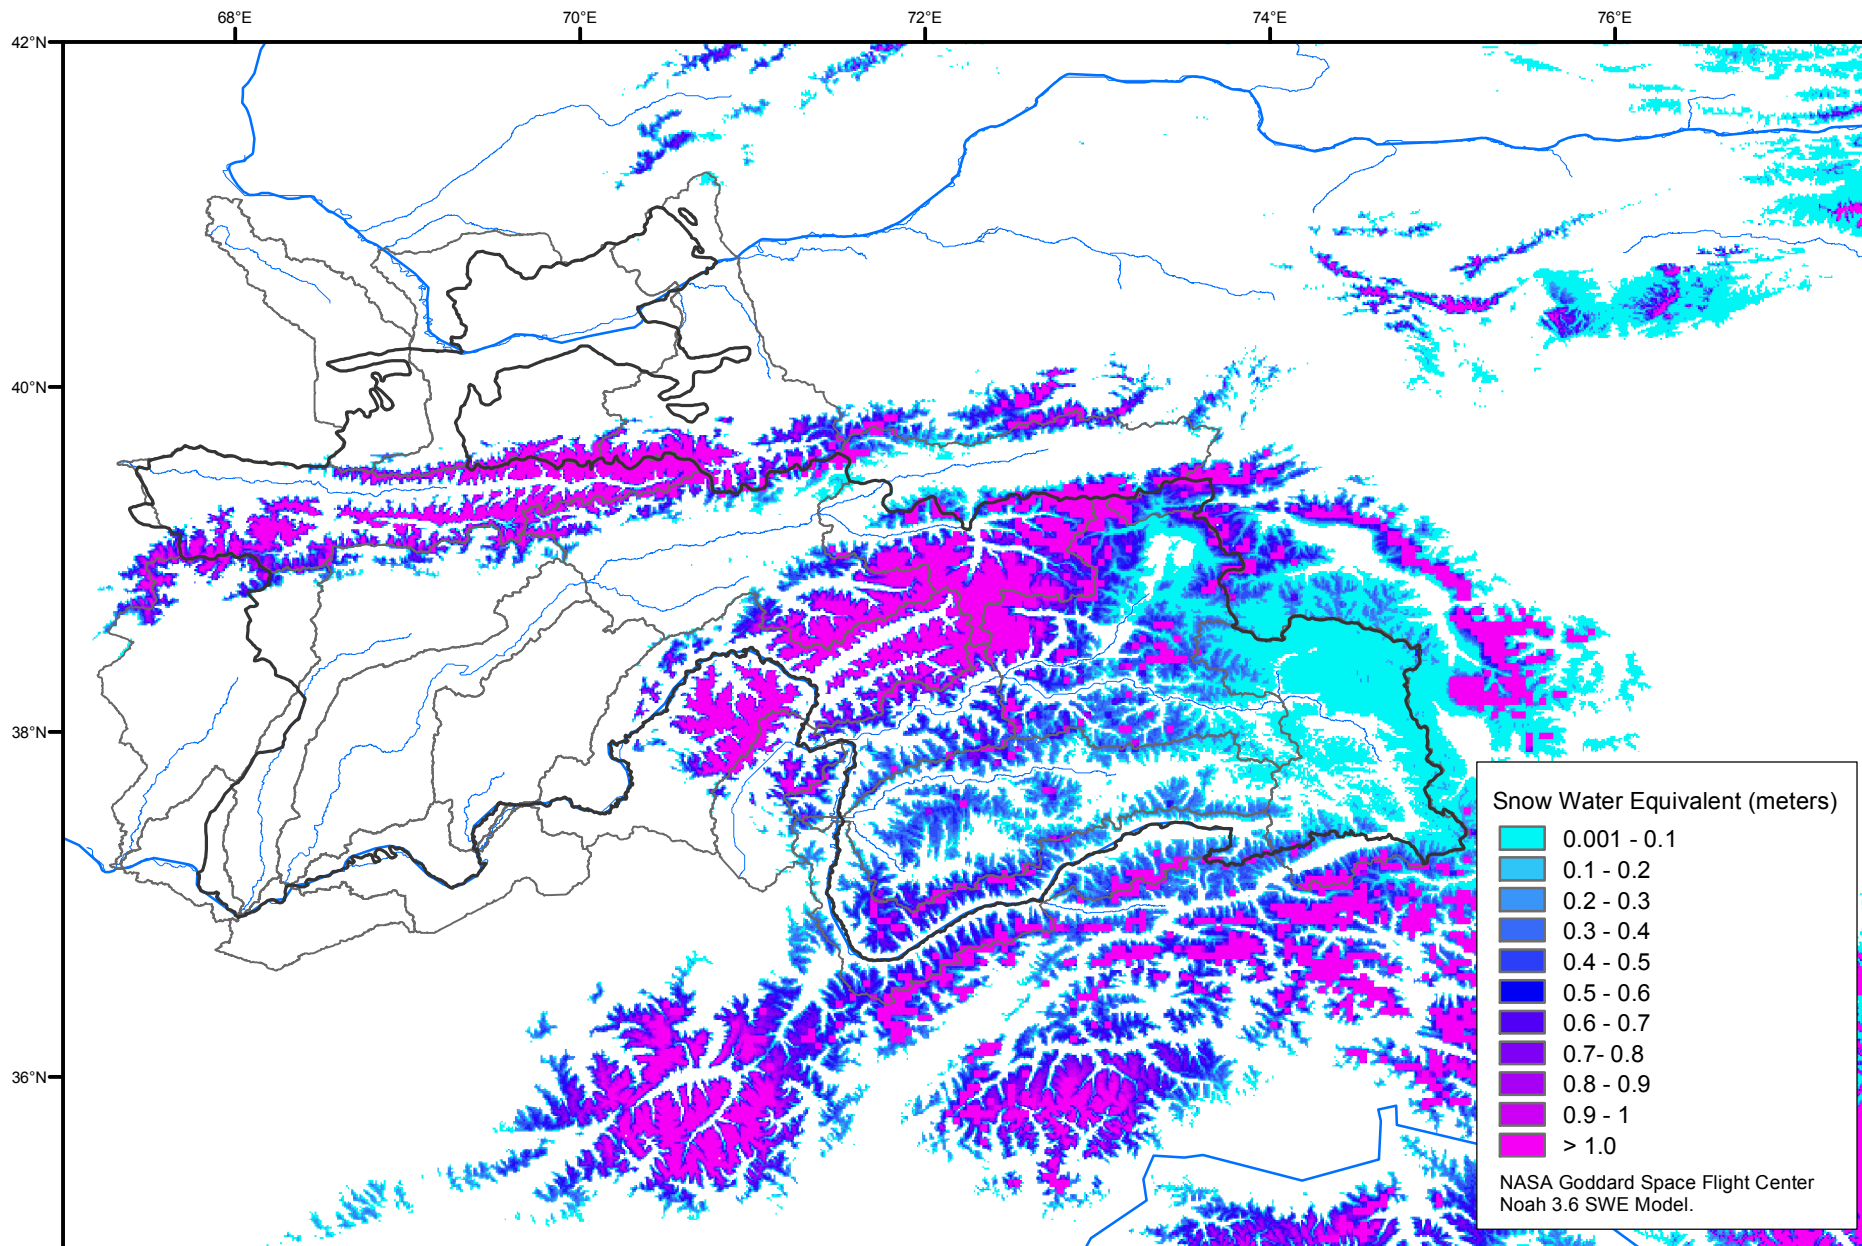 68°E
70°E
72°E
74°E
76°E
42°N
40°N
38°N
36°N
Snow Water Equivalent (meters)
0.001 - 0.1
0.1 - 0.2
0.2 - 0.3
0.3 - 0.4
0.4 - 0.5
0.5 - 0.6
0.6 - 0.7
0.7- 0.8
0.8 - 0.9
0.9 - 1
> 1.0
NASA Goddard Space Flight Center
Noah 3.6 SWE Model.